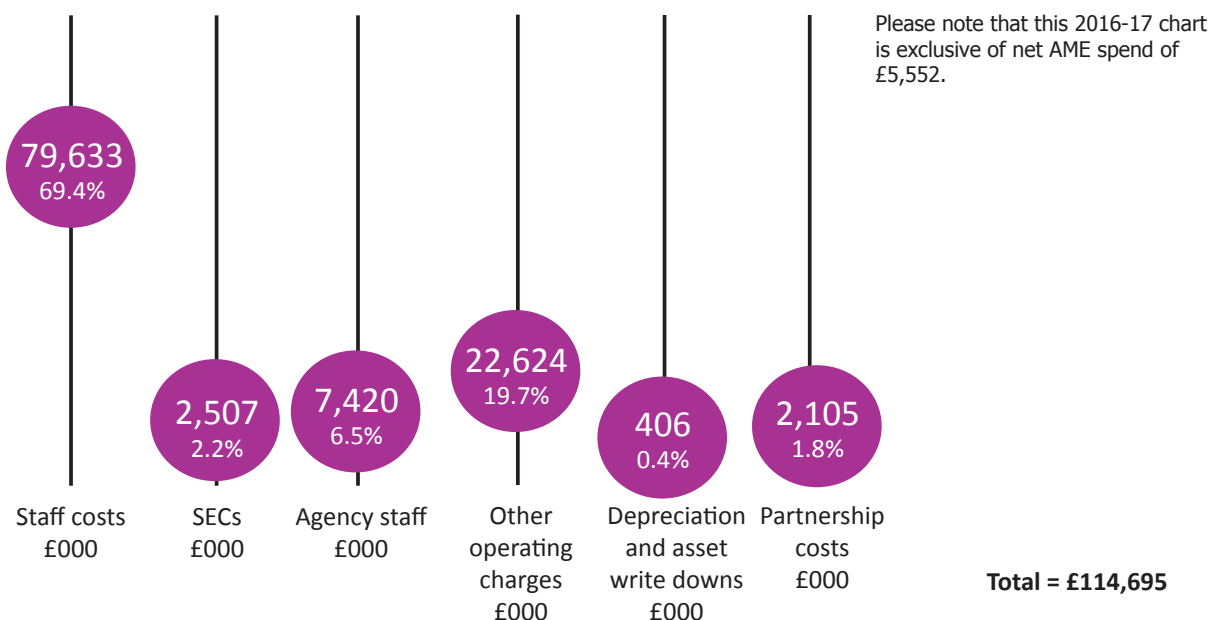 Please note that this 2016-17 chart
is exclusive of net AME spend of
£5,552.
79,633
69.4%
2,507
2.2%
7,420
6.5%
22,624
19.7%
406
0.4%
2,105
1.8%
Staff costs
£000
SECs
£000
Agency staff
£000
Other
operating
charges
£000
Depreciation
and asset
write downs
£000
Partnership
costs
£000
Total = £114,695